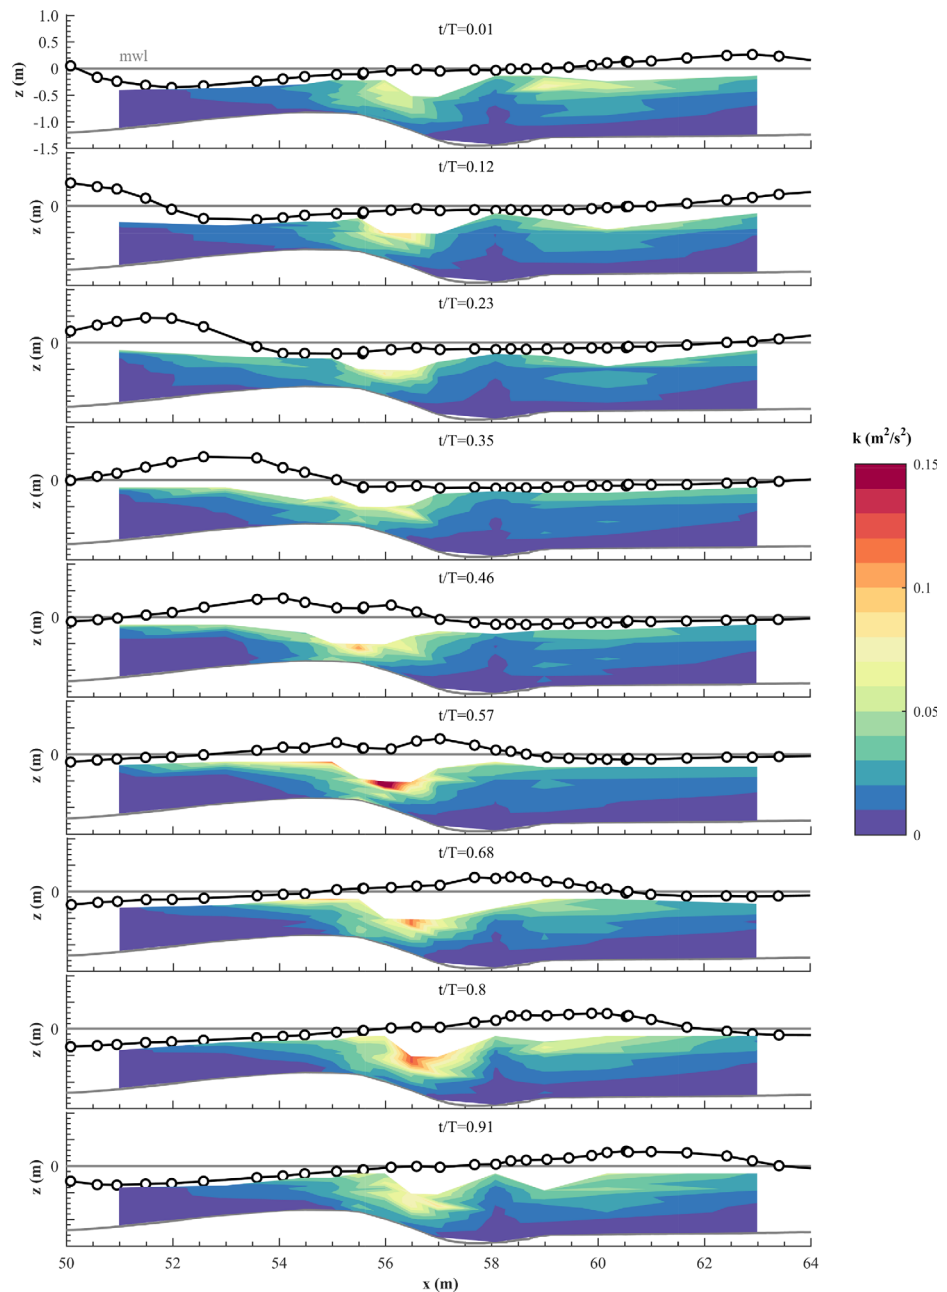 t/T=0.01
1.0
0.5
0
-0.5
-1.0
-1.5
z (m)
mwl
t/T=0.12
0
z (m)
t/T=0.23
0
z (m)
t/T=0.35
0
z (m)
k (m²/s²)
0.15
0.1
0.05
0
t/T=0.46
0
z (m)
t/T=0.57
0
z (m)
t/T=0.68
0
z (m)
t/T=0.8
0
z (m)
t/T=0.91
0
z (m)
50 52 54 56 58 60 62 64
x (m)